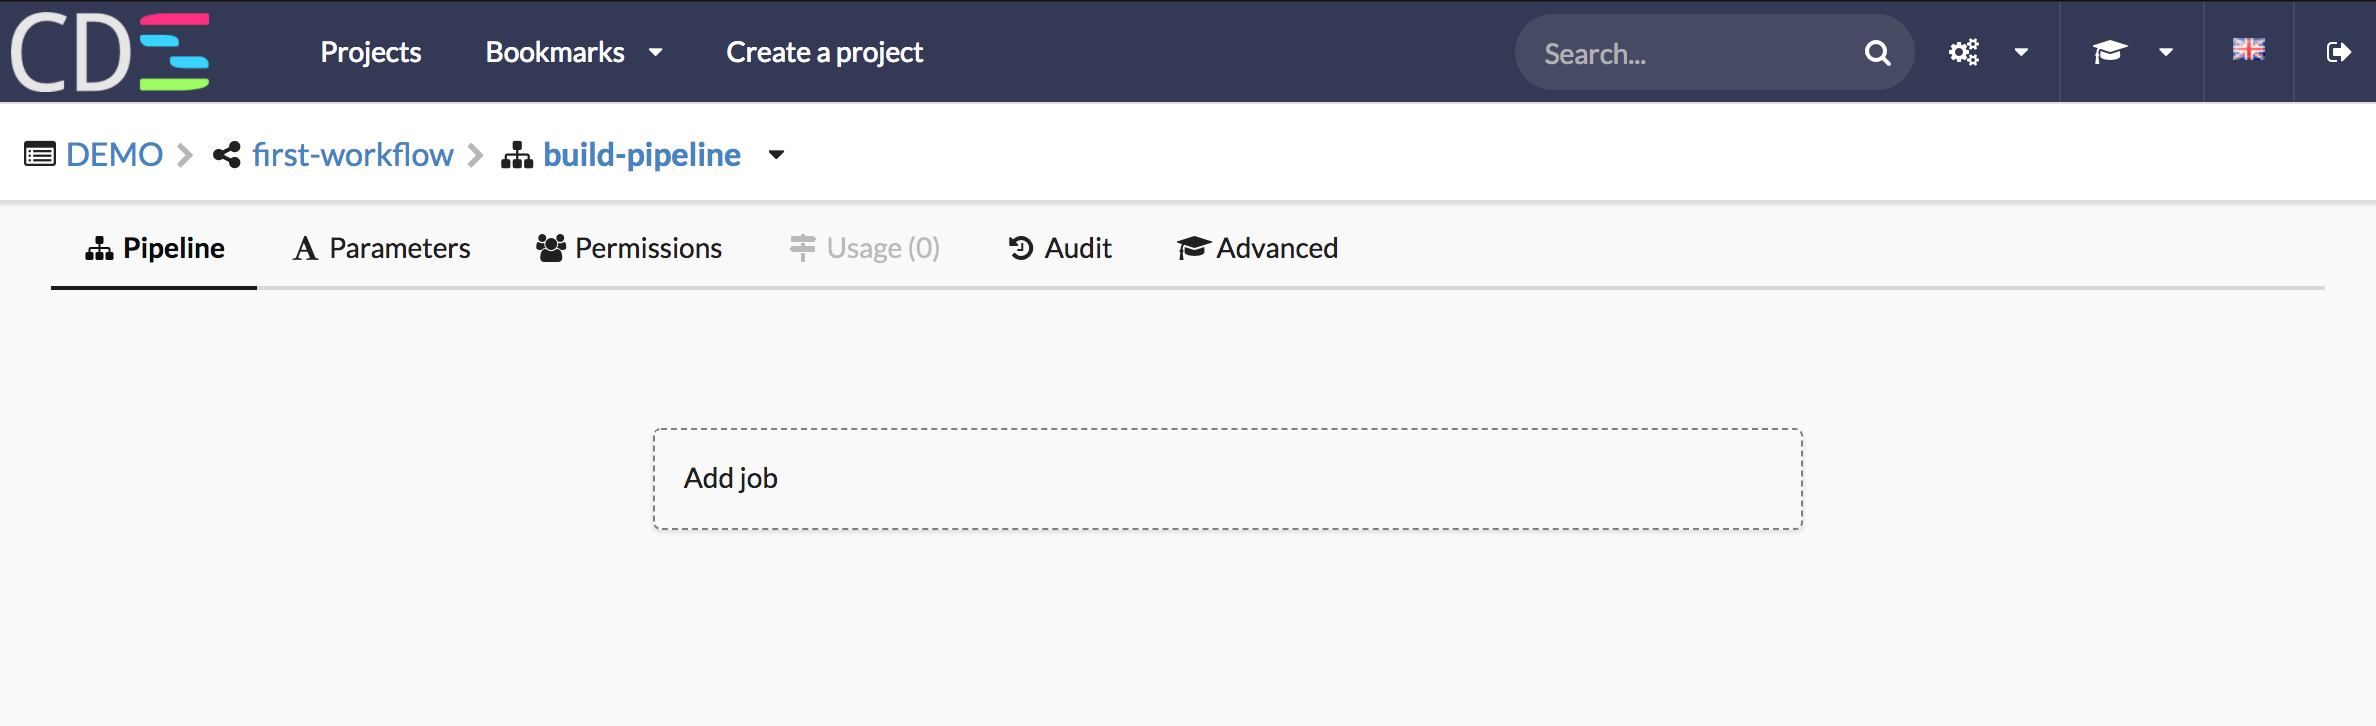 CDS Projects Bookmarks Create a project Search...
DEMO first-workflow build-pipeline
Pipeline Parameters Permissions Usage (0) Audit Advanced
Add job